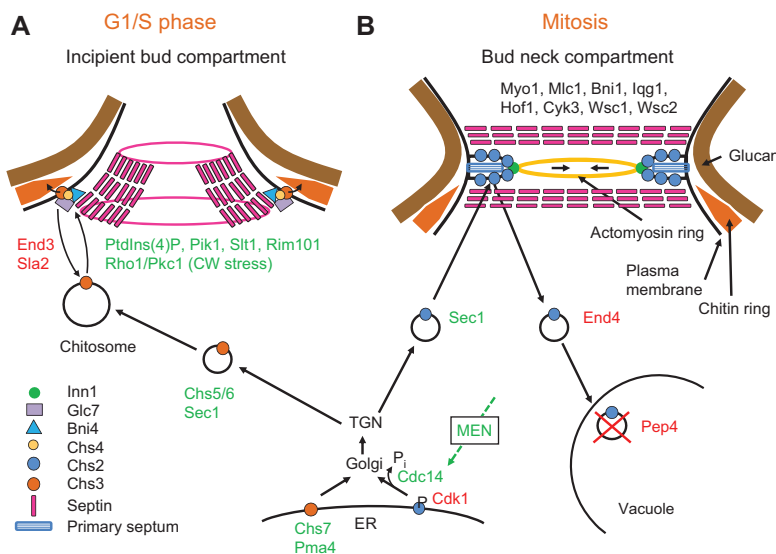 A
G1/S phase
Incipient bud compartment
End3
Sla2
PtdIns(4)P, Pik1, Slt1, Rim101
Rho1/Pkc1 (CW stress)
Chitosome
Chs5/6
Sec1
Inn1
Glc7
Bni4
Chs4
Chs2
Chs3
Septin
Primary septum
B
Mitosis
Bud neck compartment
Myo1, Mlc1, Bni1, Iqg1,
Hof1, Cyk3, Wsc1, Wsc2
Glucan
Actomyosin ring
Plasma
membrane
Chitin ring
Sec1
End4
TGN
MEN
Golgi
Pi
Cdc14
P
Cdk1
ER
Chs7
Pma4
Pep4
Vacuole